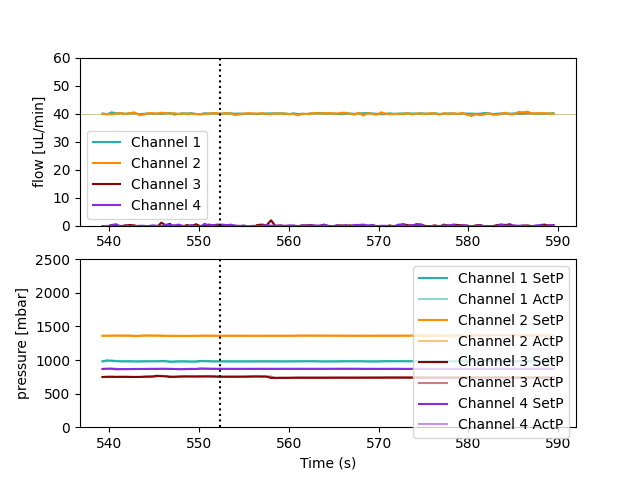 60
50
40
30
20
10
0
flow [uL/min]
Channel 1
Channel 2
Channel 3
Channel 4
540 550 560 570 580 590
2500
2000
1500
1000
500
0
pressure [mbar]
Channel 1 SetP
Channel 1 ActP
Channel 2 SetP
Channel 2 ActP
Channel 3 SetP
Channel 3 ActP
Channel 4 SetP
Channel 4 ActP
540 550 560 570 580 590
Time (s)